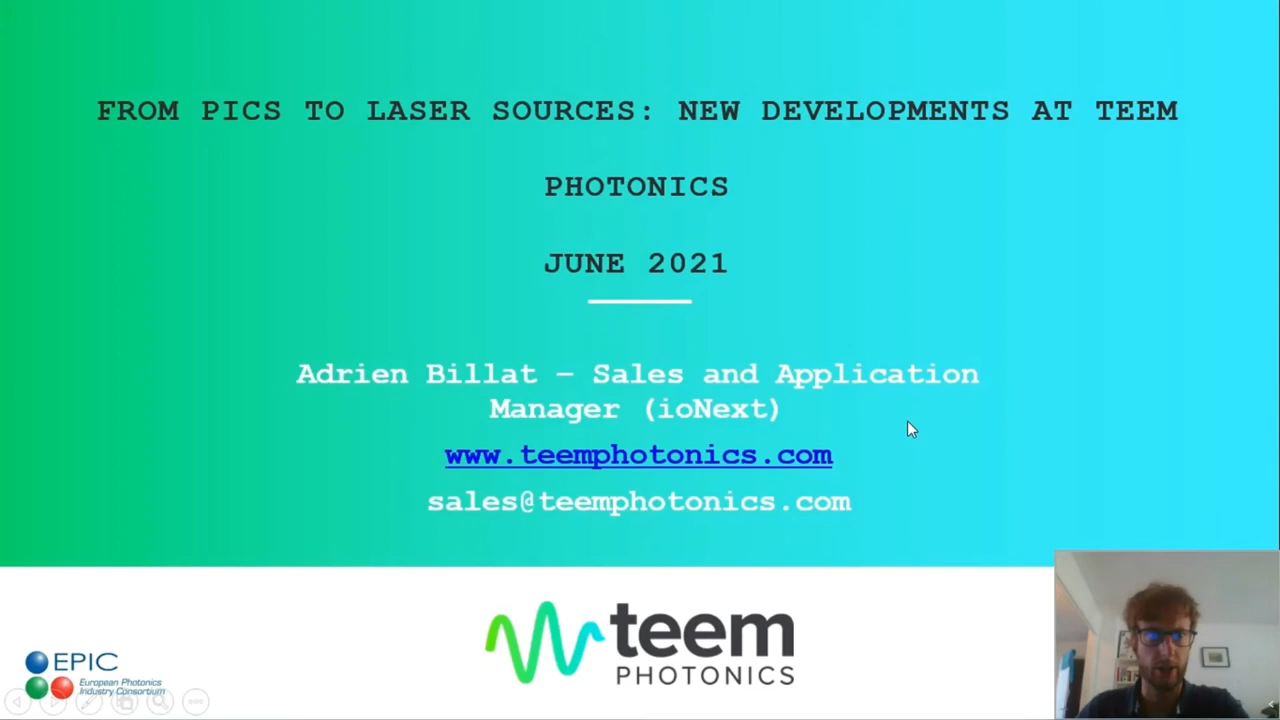 FROM PICS TO LASER SOURCES: NEW DEVELOPMENTS AT TEEM
PHOTONICS
JUNE 2021
Adrien Billat – Sales and Application
Manager (ioNext)
www.teemphotonics.com
sales@teemphotonics.com
teem
PHOTONICS
EPIC
European Photonics
Industry Consortium